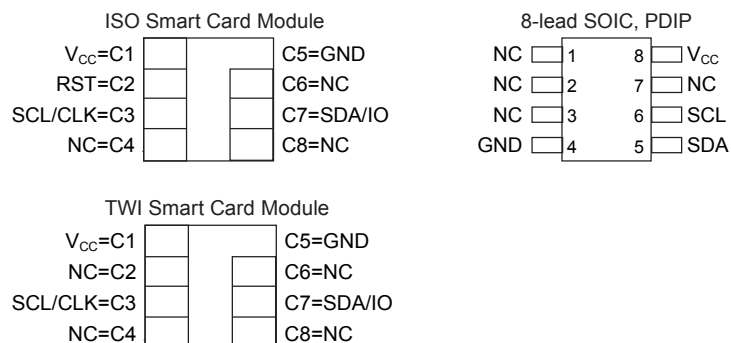 ISO Smart Card Module
V_CC=C1
C5=GND
RST=C2
C6=NC
SCL/CLK=C3
C7=SDA/IO
NC=C4
C8=NC
8-lead SOIC, PDIP
NC 1 8 V_CC
NC 2 7 NC
NC 3 6 SCL
GND 4 5 SDA
TWI Smart Card Module
V_CC=C1
C5=GND
NC=C2
C6=NC
SCL/CLK=C3
C7=SDA/IO
NC=C4
C8=NC